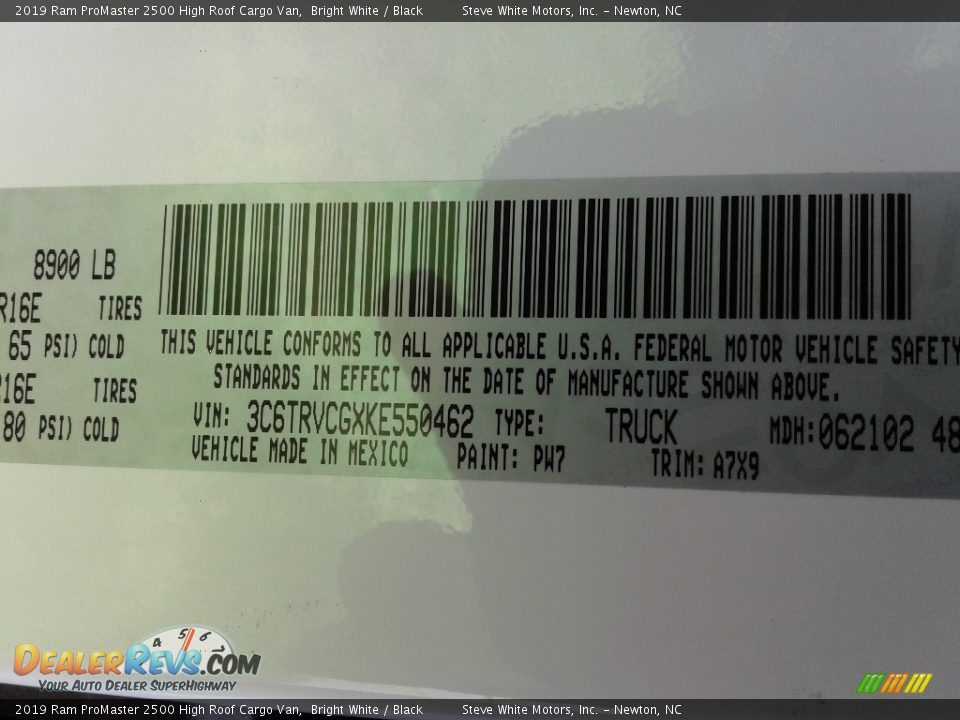 2019 Ram ProMaster 2500 High Roof Cargo Van, Bright White / Black Steve White Motors, Inc. – Newton, NC
8900 LB
R16E TIRES
65 PSI) COLD
R16E TIRES
80 PSI) COLD
THIS VEHICLE CONFORMS TO ALL APPLICABLE U.S.A. FEDERAL MOTOR VEHICLE SAFETY
STANDARDS IN EFFECT ON THE DATE OF MANUFACTURE SHOWN ABOVE.
VIN: 3C6TRVCGXKE550462 TYPE: TRUCK MDH:062102 48
VEHICLE MADE IN MEXICO PAINT: PW7 TRIM: A7X9
4 5 6
DealerRevs.com
Your Auto Dealer SuperHighway
2019 Ram ProMaster 2500 High Roof Cargo Van, Bright White / Black Steve White Motors, Inc. – Newton, NC